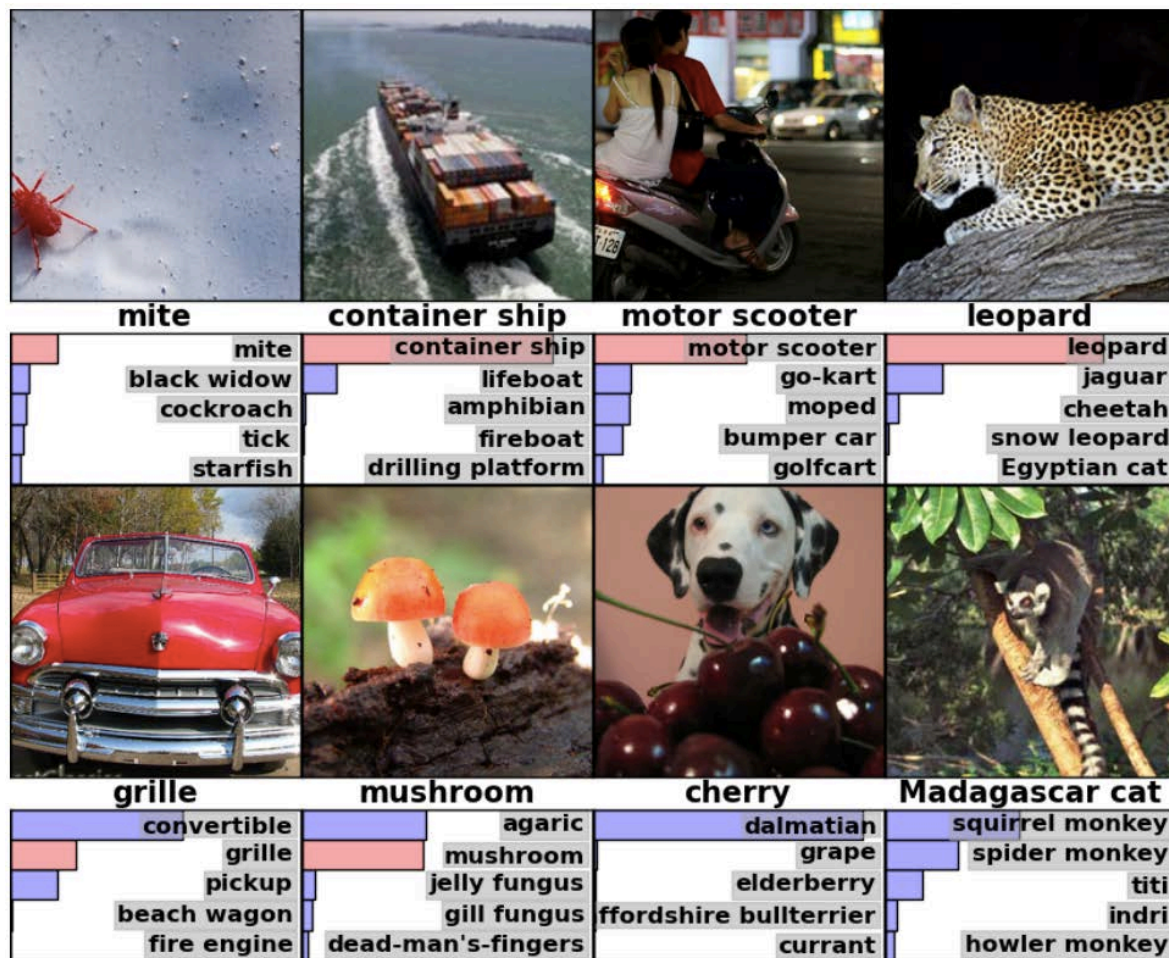 T-128
mite
container ship
motor scooter
leopard
mite
black widow
cockroach
tick
starfish
container ship
lifeboat
amphibian
fireboat
drilling platform
motor scooter
go-kart
moped
bumper car
golfcart
leopard
jaguar
cheetah
snow leopard
Egyptian cat
grille
mushroom
cherry
Madagascar cat
convertible
grille
pickup
beach wagon
fire engine
agaric
mushroom
jelly fungus
gill fungus
dead-man's-fingers
dalmatian
grape
elderberry
ffordshire bullterrier
currant
squirrel monkey
spider monkey
titi
indri
howler monkey